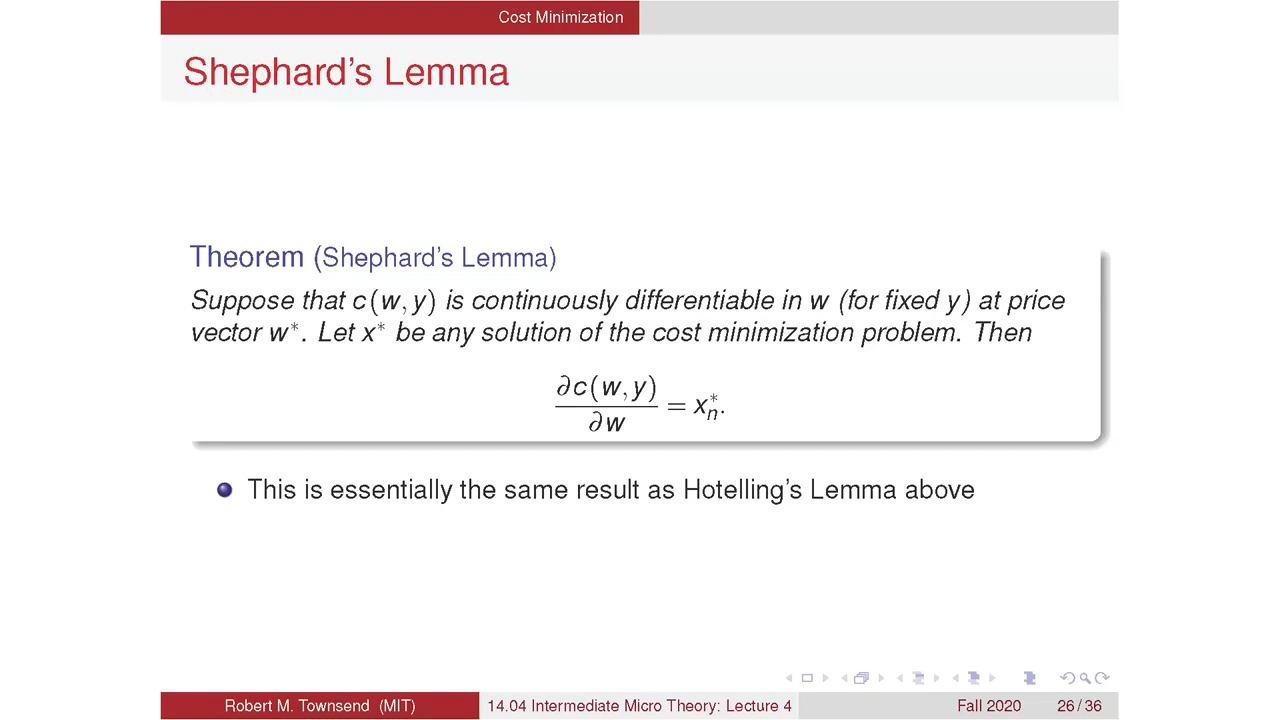 Cost Minimization
Shephard's Lemma
Theorem (Shephard's Lemma)
Suppose that c(w, y) is continuously differentiable in w (for fixed y) at price
vector w*. Let x* be any solution of the cost minimization problem. Then
∂c(w, y)
/ ∂w = x*ₙ.
This is essentially the same result as Hotelling's Lemma above
Robert M. Townsend (MIT) 14.04 Intermediate Micro Theory: Lecture 4 Fall 2020 26 / 36